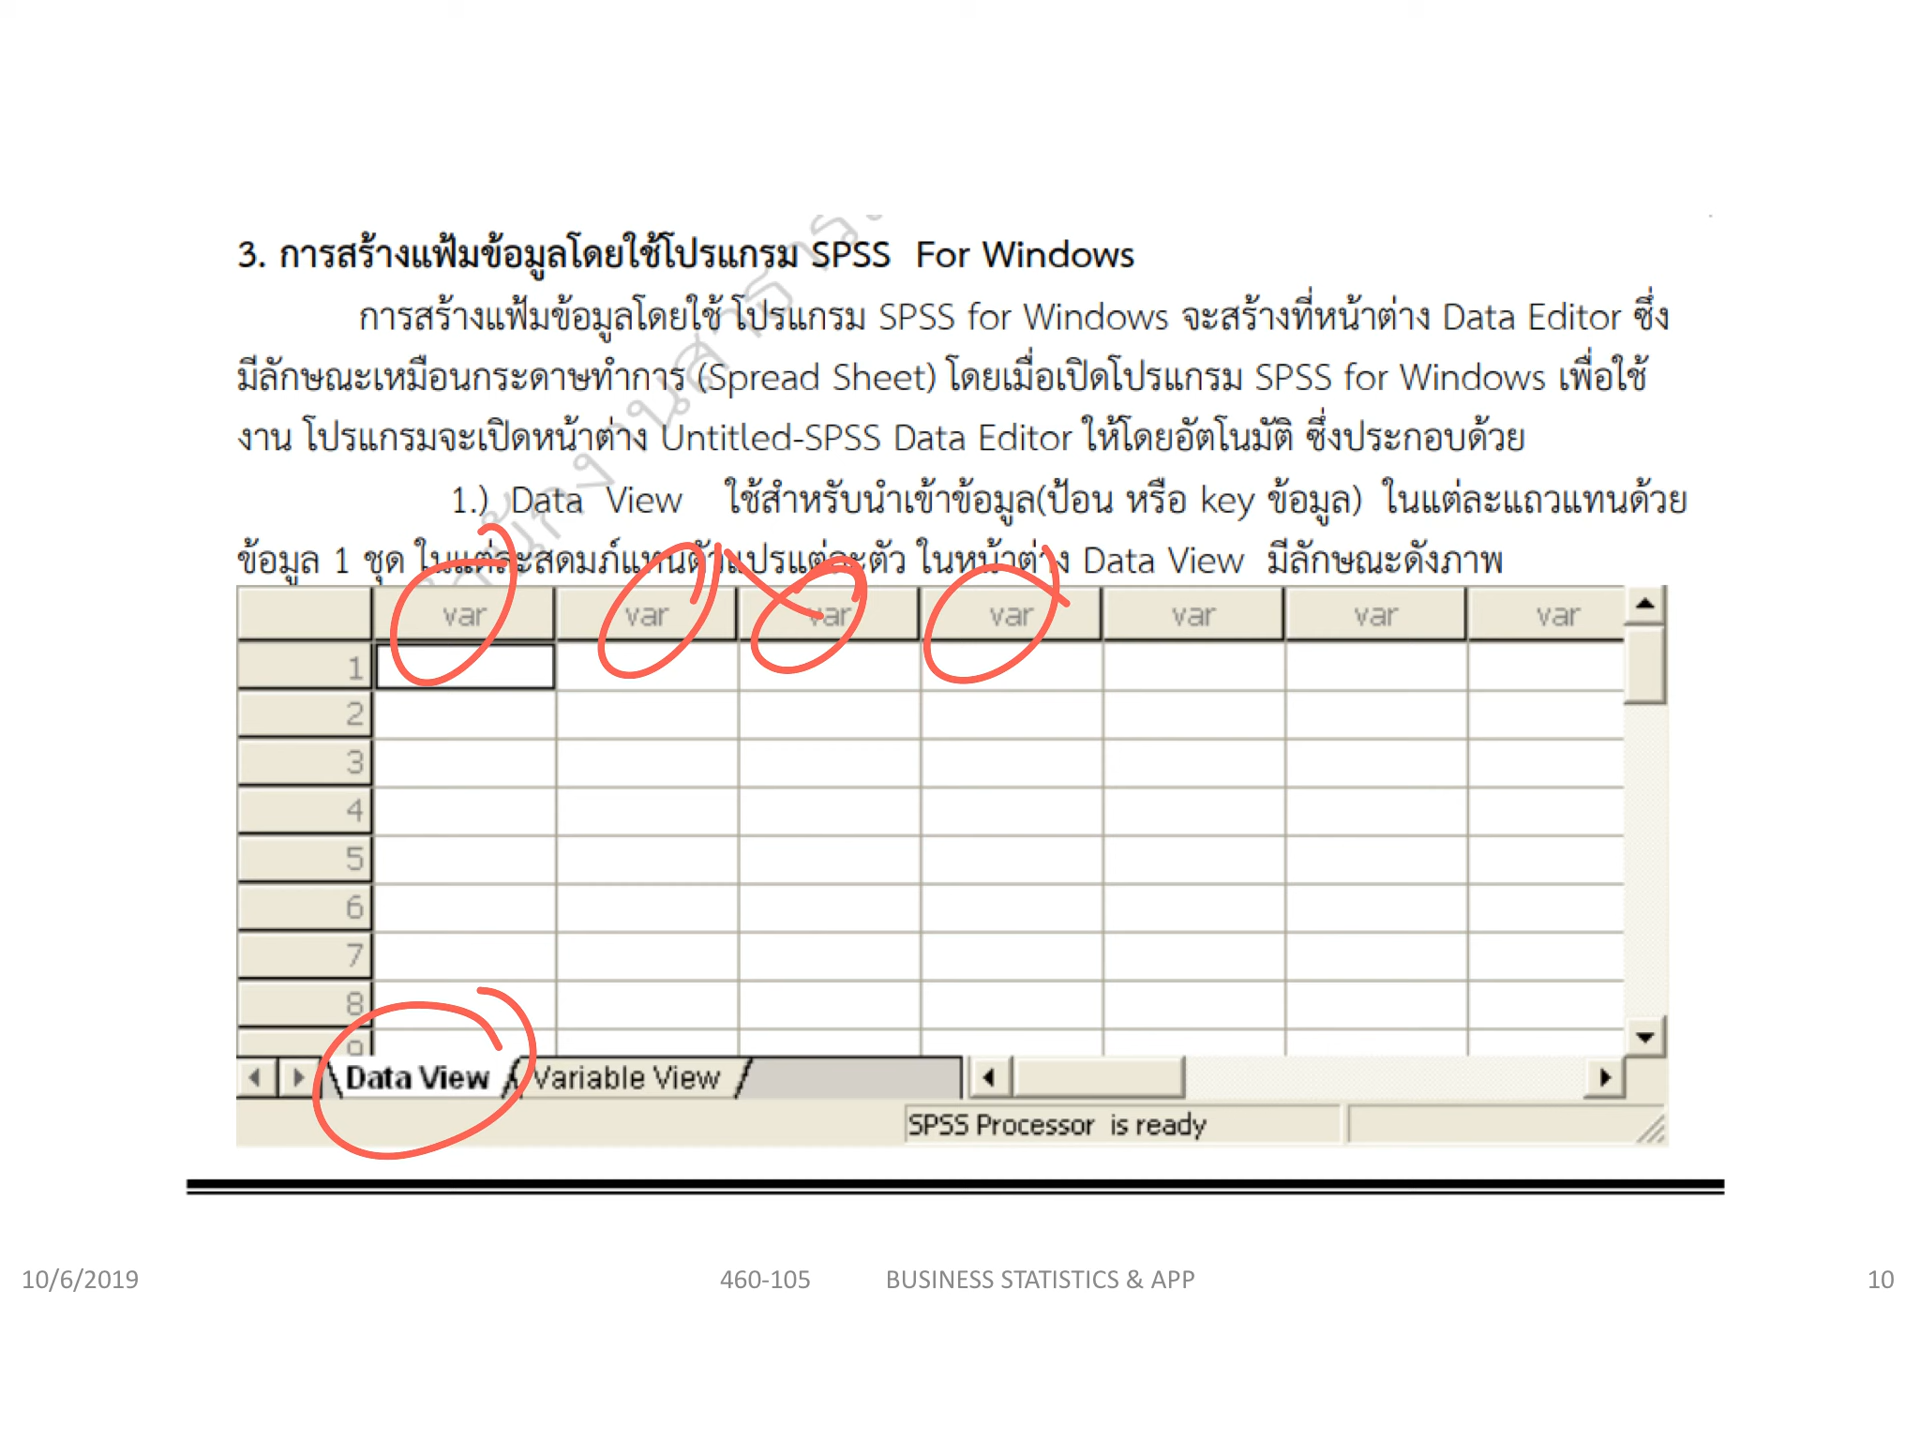 3. การสร้างแฟ้มข้อมูลโดยใช้โปรแกรม SPSS For Windows
การสร้างแฟ้มข้อมูลโดยใช้ โปรแกรม SPSS for Windows จะสร้างที่หน้าต่าง Data Editor ซึ่ง
มีลักษณะเหมือนกระดาษทำการ (Spread Sheet) โดยเมื่อเปิดโปรแกรม SPSS for Windows เพื่อใช้
งาน โปรแกรมจะเปิดหน้าต่าง Untitled-SPSS Data Editor ให้โดยอัตโนมัติ ซึ่งประกอบด้วย
1.) Data View ใช้สำหรับนำเข้าข้อมูล(ป้อน หรือ key ข้อมูล) ในแต่ละแถวแทนด้วย
ข้อมูล 1 ชุด ในแต่ละสดมภ์แทนตัวแปรแต่ละตัว ในหน้าต่าง Data View มีลักษณะดังภาพ
var var var var var var var
1
2
3
4
5
6
7
8
9
Data View Variable View
SPSS Processor is ready
10/6/2019 460-105 BUSINESS STATISTICS & APP 10